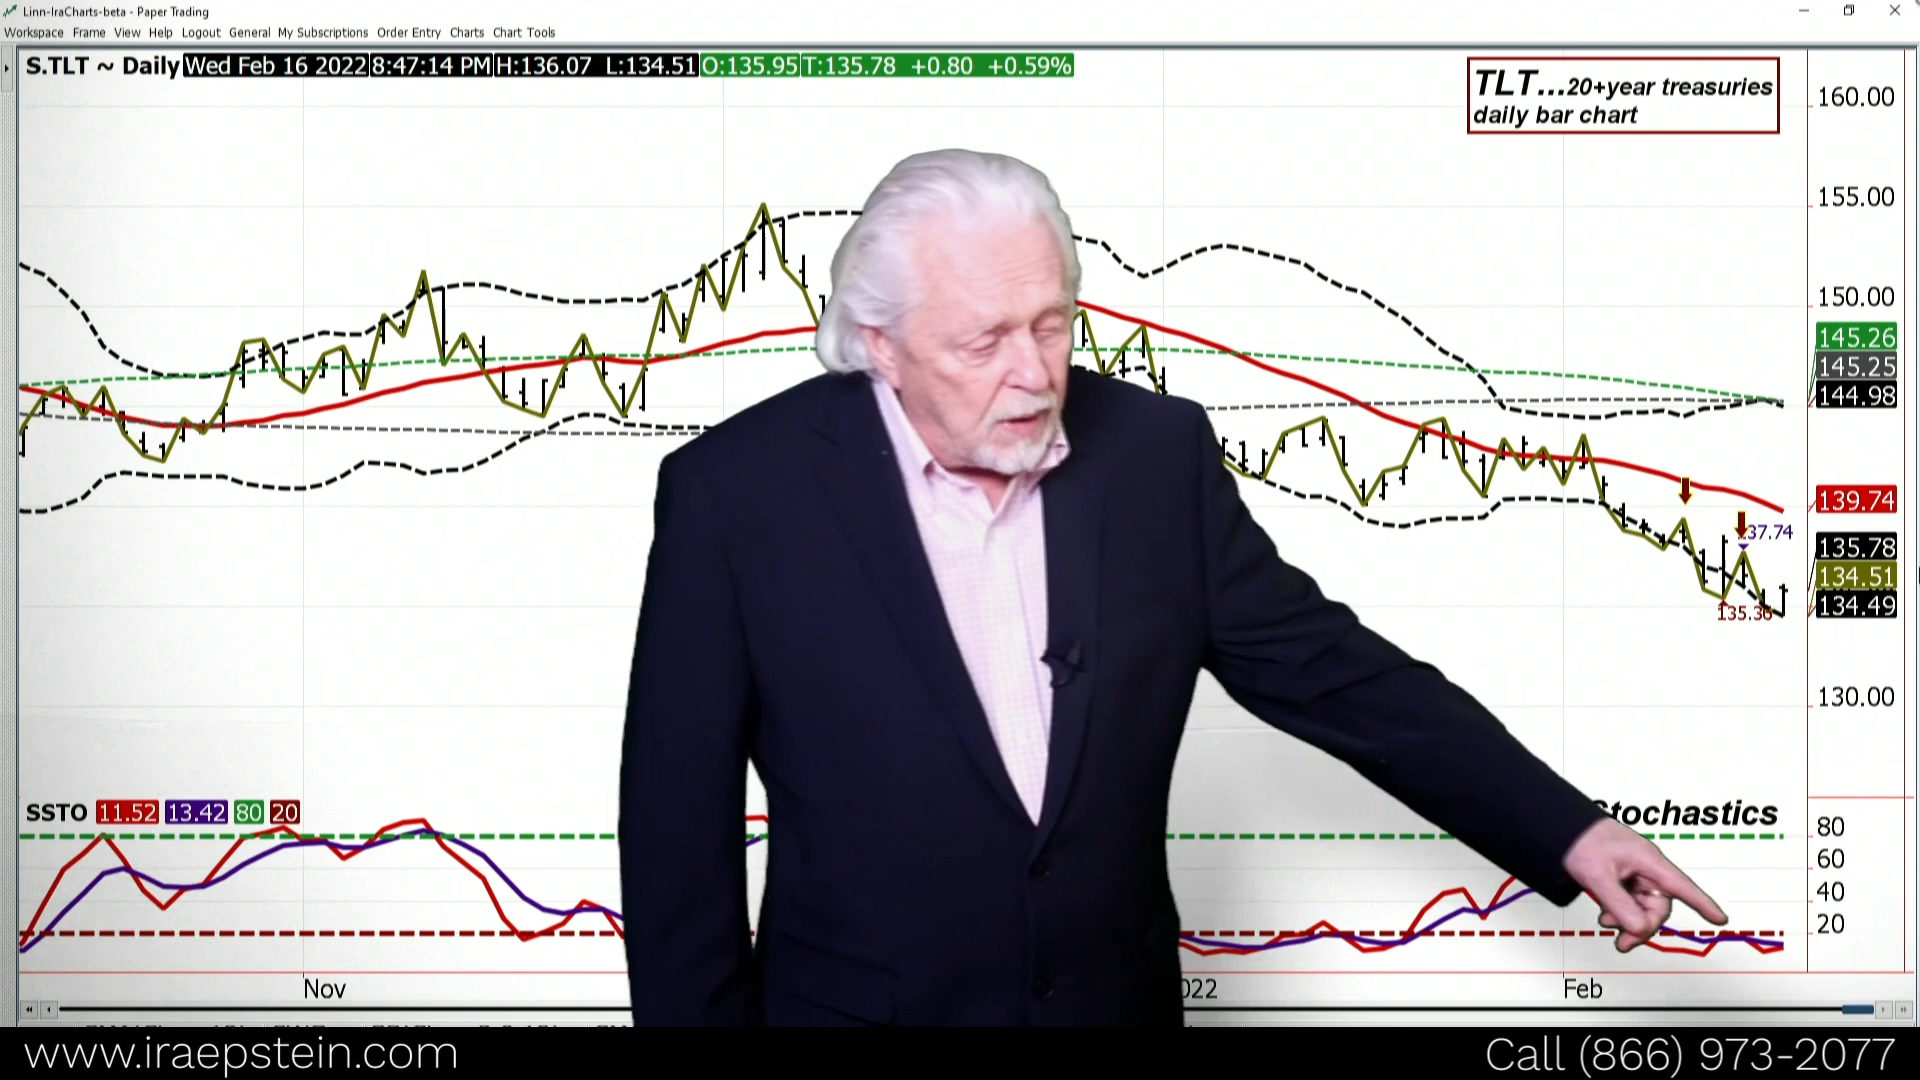 Linn-IraCharts-beta - Paper Trading
Workspace Frame View Help Logout General My Subscriptions Order Entry Charts Chart Tools
S.TLT ~ Daily Wed Feb 16 2022 8:47:14 PM H:136.07 L:134.51 O:135.95 T:135.78 +0.80 +0.59%
TLT...20+year treasuries
daily bar chart
160.00
155.00
150.00
145.26
145.25
144.98
139.74
37.74
135.78
134.51
134.49
135.36
130.00
SSTO 11.52 13.42 80 20
Stochastics
80
60
40
20
Nov
022
Feb
www.iraepstein.com
Call (866) 973-2077